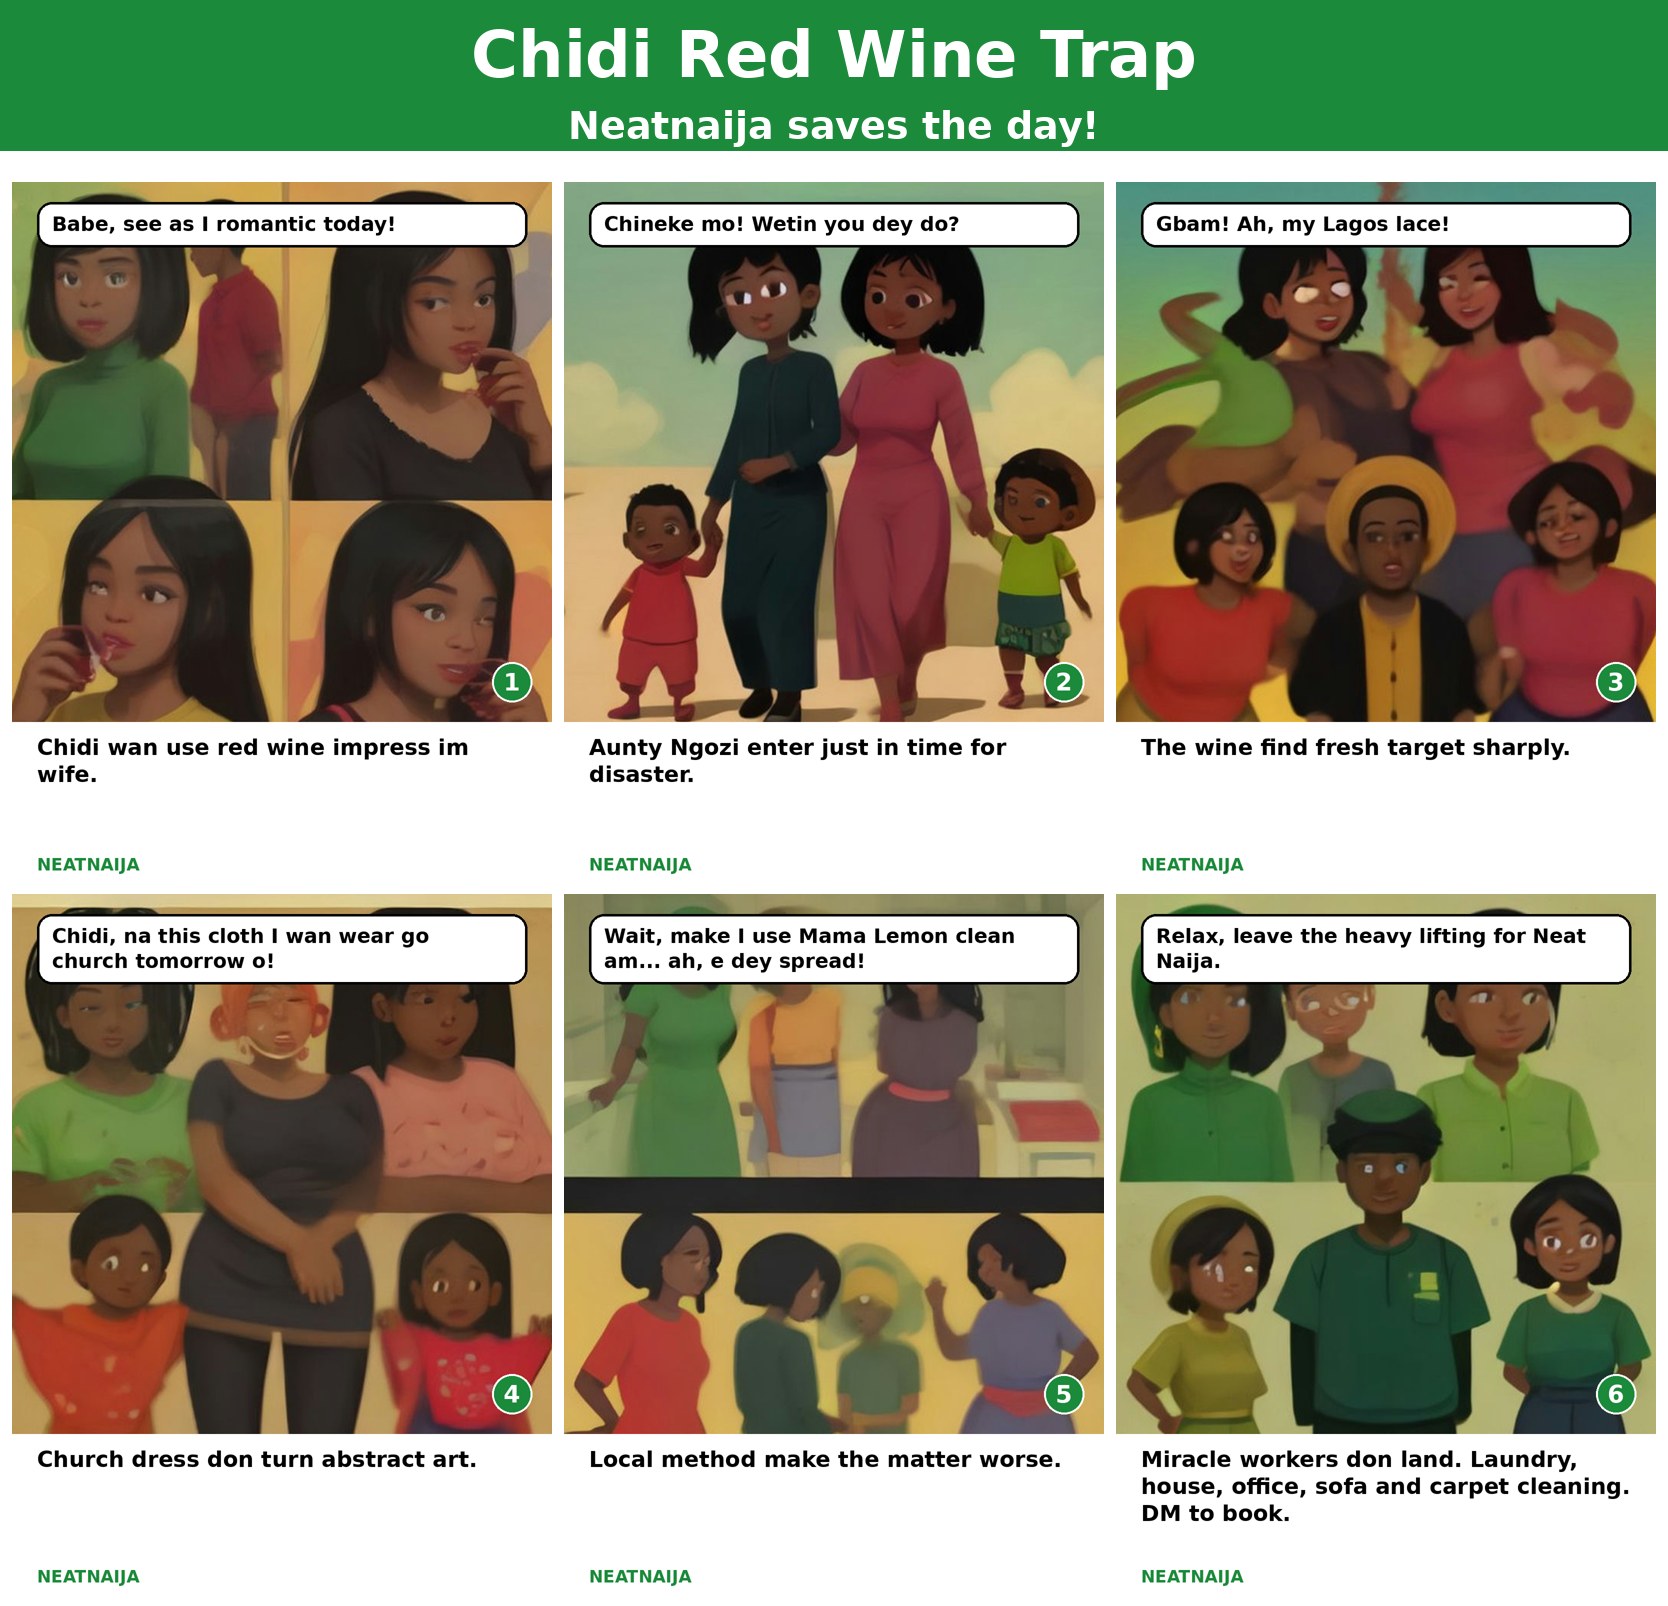 Chidi Red Wine Trap
Neatnaija saves the day!
Babe, see as I romantic today!
1
Chidi wan use red wine impress im
wife.
NEATNAIJA
Chineke mo! Wetin you dey do?
2
Aunty Ngozi enter just in time for
disaster.
NEATNAIJA
Gbam! Ah, my Lagos lace!
3
The wine find fresh target sharply.
NEATNAIJA
Chidi, na this cloth I wan wear go
church tomorrow o!
4
Church dress don turn abstract art.
NEATNAIJA
Wait, make I use Mama Lemon clean
am... ah, e dey spread!
5
Local method make the matter worse.
NEATNAIJA
Relax, leave the heavy lifting for Neat
Naija.
6
Miracle workers don land. Laundry,
house, office, sofa and carpet cleaning.
DM to book.
NEATNAIJA